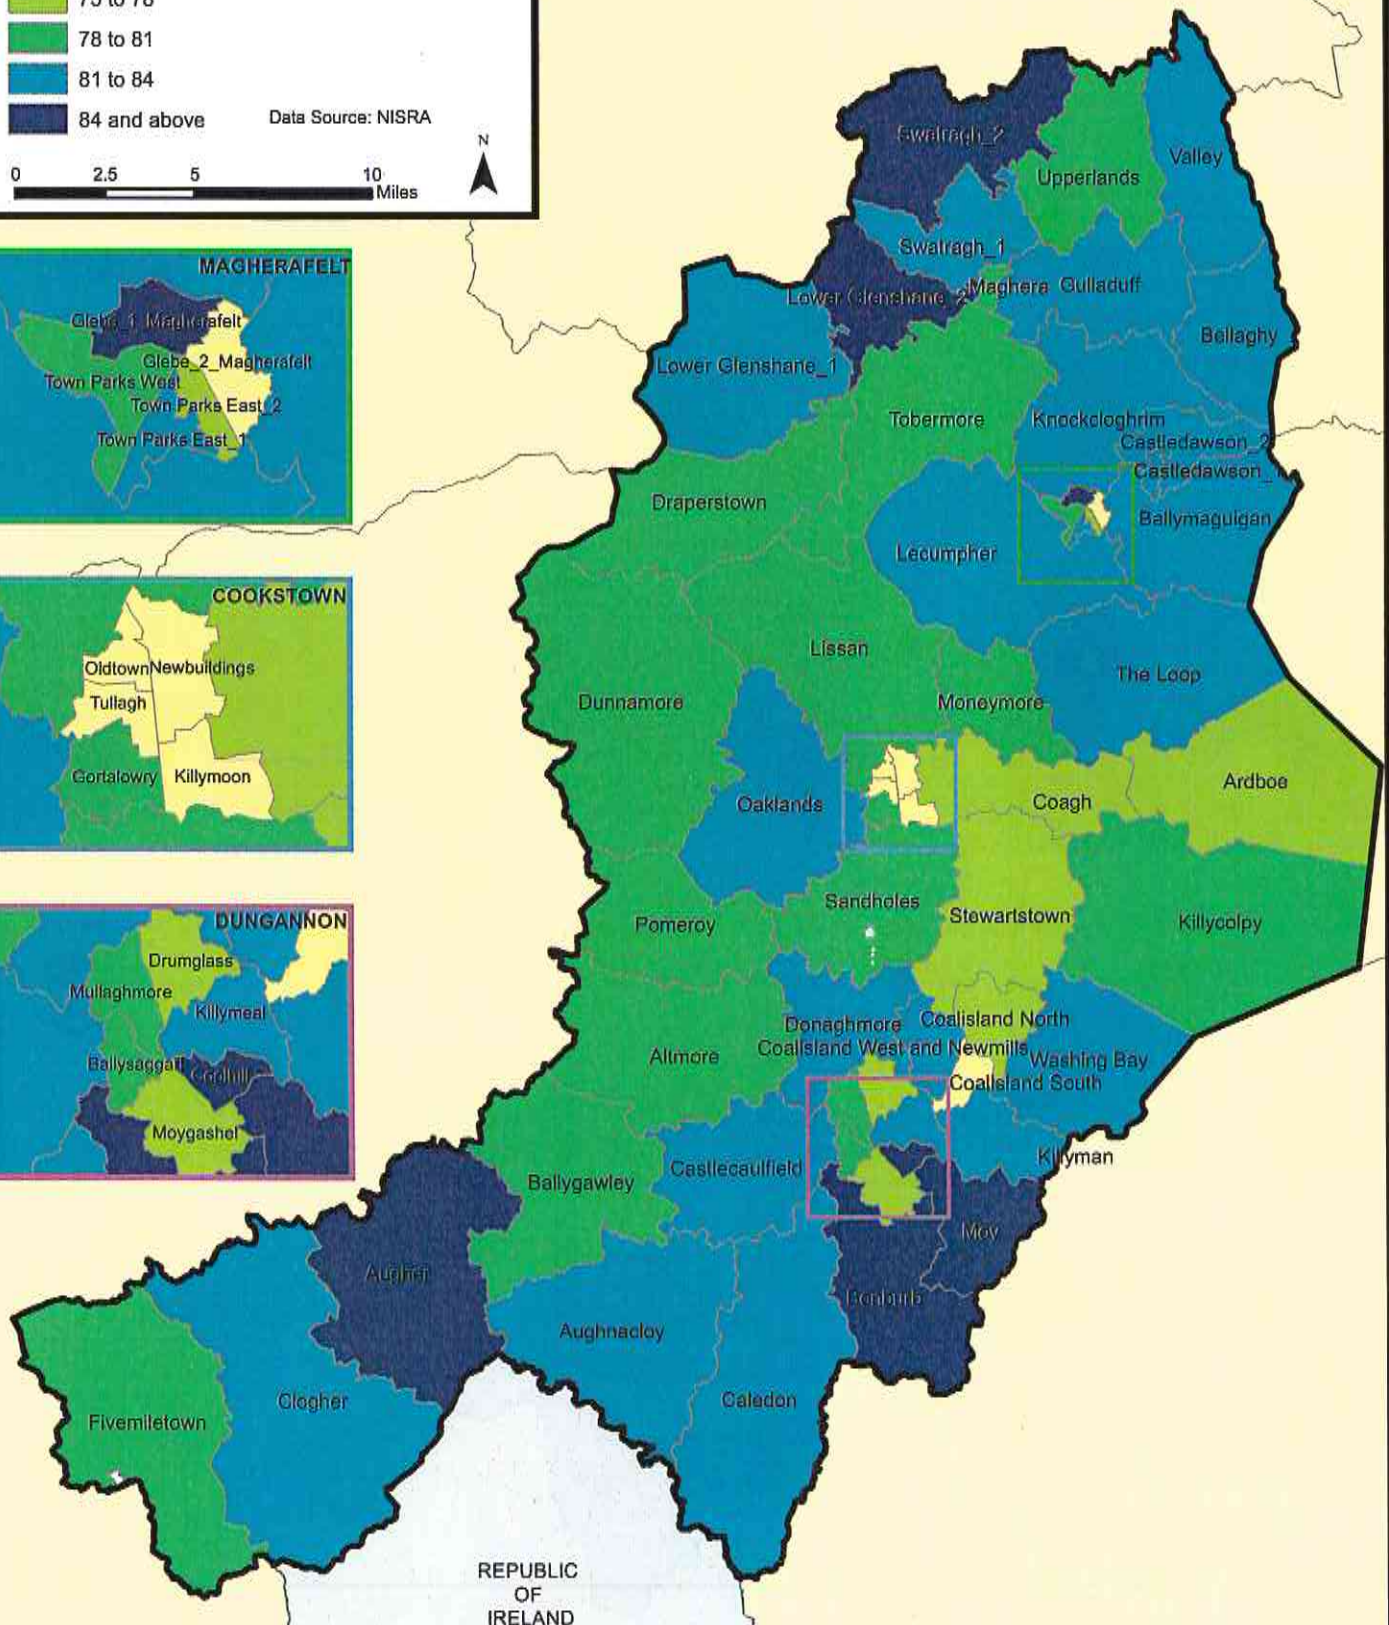 75 to 78
78 to 81
81 to 84
84 and above
Data Source: NISRA
N
0 2.5 5 10
Miles
MAGHERAFELT
Glebe_1_Magherafelt
Glebe_2_Magherafelt
Town Parks West
Town Parks East_2
Town Parks East_1
COOKSTOWN
Oldtown
Newbuildings
Tullagh
Gortalowry
Killymoon
DUNGANNON
Drumglass
Mullaghmore
Killymeal
Ballysaggart
Coolhill
Moygashel
Swatragh_2
Valley
Upperlands
Swatragh_1
Lower Glenshane_2
Maghera
Gulladuff
Bellaghy
Lower Glenshane_1
Tobermore
Knockcloghrim
Castledawson_2
Castledawson_1
Draperstown
Ballymaguigan
Lecumpher
Lissan
The Loop
Dunnamore
Moneymore
Ardboe
Oaklands
Coagh
Sandholes
Stewartstown
Killycolpy
Pomeroy
Donaghmore
Coalisland North
Altmore
Coalisland West and Newmills
Washing Bay
Coalisland South
Killyman
Castlecaulfield
Ballygawley
Moy
Augher
Benburb
Aughnacloy
Clogher
Caledon
Fivemiletown
REPUBLIC
OF
IRELAND